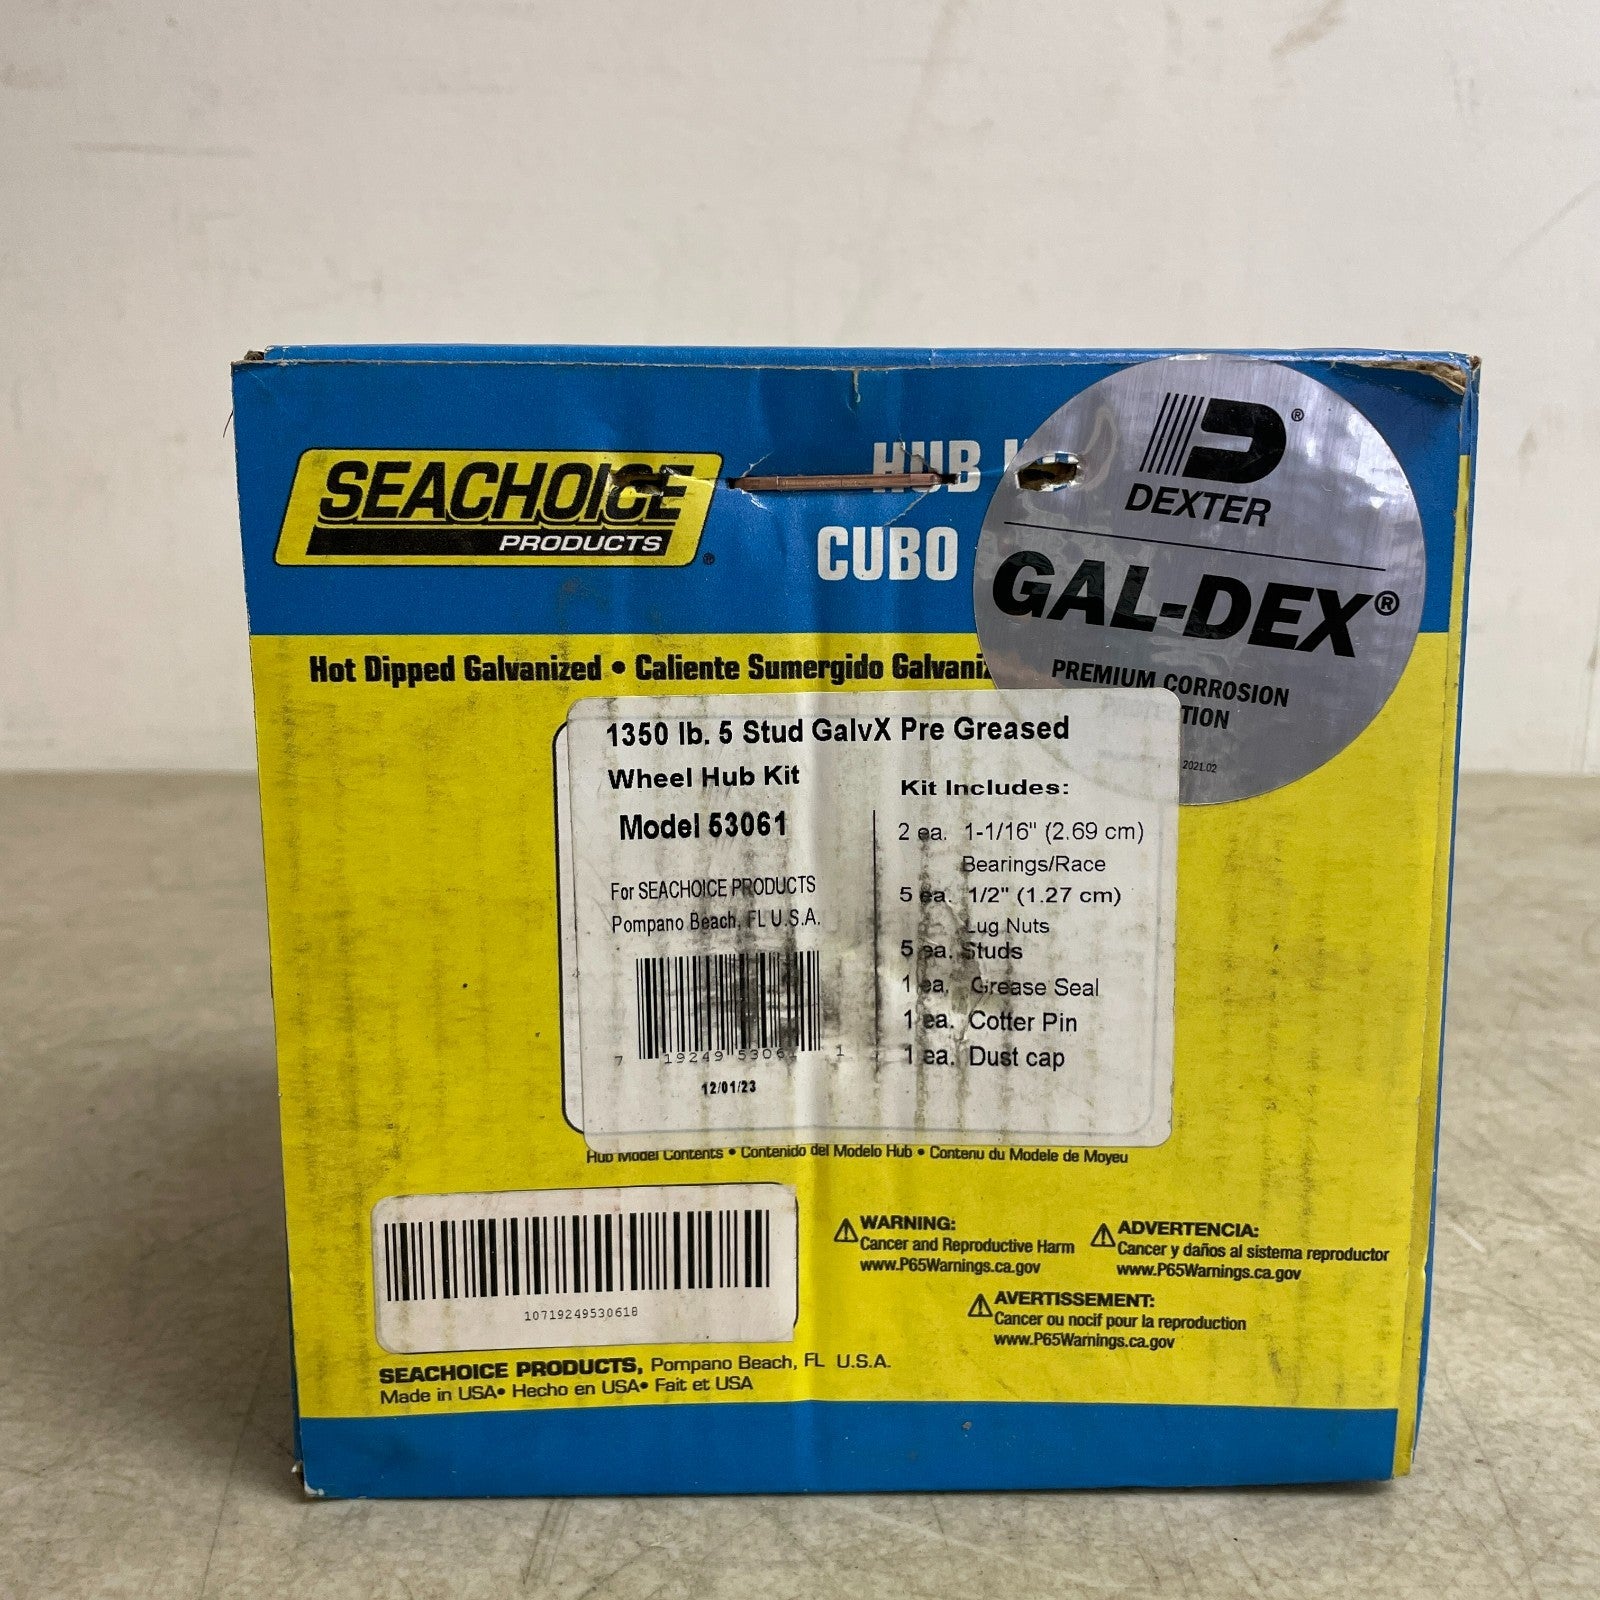 SEACHOICE
PRODUCTS
®
HUB
CUBO
D ®
DEXTER
GAL-DEX®
PREMIUM CORROSION
2021.02
Hot Dipped Galvanized • Caliente Sumergido
1350 lb. 5 Stud GalvX Pre Greased
Wheel Hub Kit
Model 53061
For SEACHOICE PRODUCTS
Pompano Beach, FL U.S.A.
7 19249 53061 1
12/01/23
Kit Includes:
2 ea. 1-1/16" (2.69 cm)
Bearings/Race
5 ea. 1/2" (1.27 cm)
Lug Nuts
5 ea. Studs
1 ea. Grease Seal
1 ea. Cotter Pin
1 ea. Dust cap
Hub Model Contents • Contenido del Modelo Hub • Contenu du Modele de Moyeu
10719249530618
SEACHOICE PRODUCTS, Pompano Beach, FL U.S.A.
Made in USA• Hecho en USA• Fait et USA
WARNING:
Cancer and Reproductive Harm
www.P65Warnings.ca.gov
ADVERTENCIA:
Cancer y daños al sistema reproductor
www.P65Warnings.ca.gov
AVERTISSEMENT:
Cancer ou nocif pour la reproduction
www.P65Warnings.ca.gov